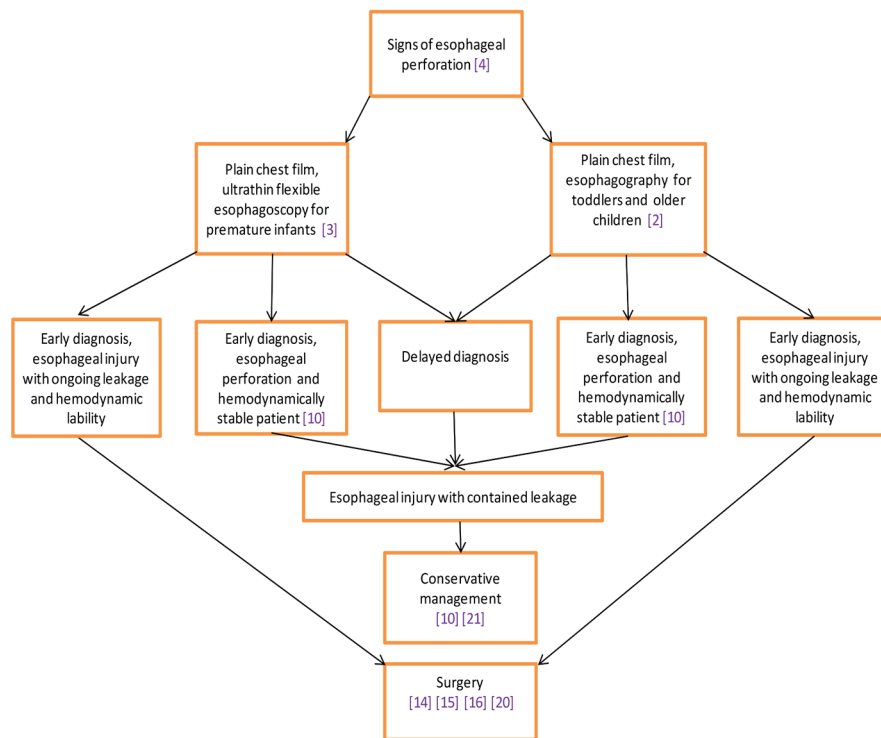 Signs of esophageal
perforation [4]
Plain chest film,
ultrathin flexible
esophagoscopy for
premature infants [3]
Plain chest film,
esophagography for
toddlers and older
children [2]
Early diagnosis,
esophageal injury
with ongoing leakage
and hemodynamic
lability
Early diagnosis,
esophageal
perforation and
hemodynamically
stable patient [10]
Delayed diagnosis
Early diagnosis,
esophageal
perforation and
hemodynamically
stable patient [10]
Early diagnosis,
esophageal injury
with ongoing leakage
and hemodynamic
lability
Esophageal injury with contained leakage
Conservative
management
[10] [21]
Surgery
[14] [15] [16] [20]